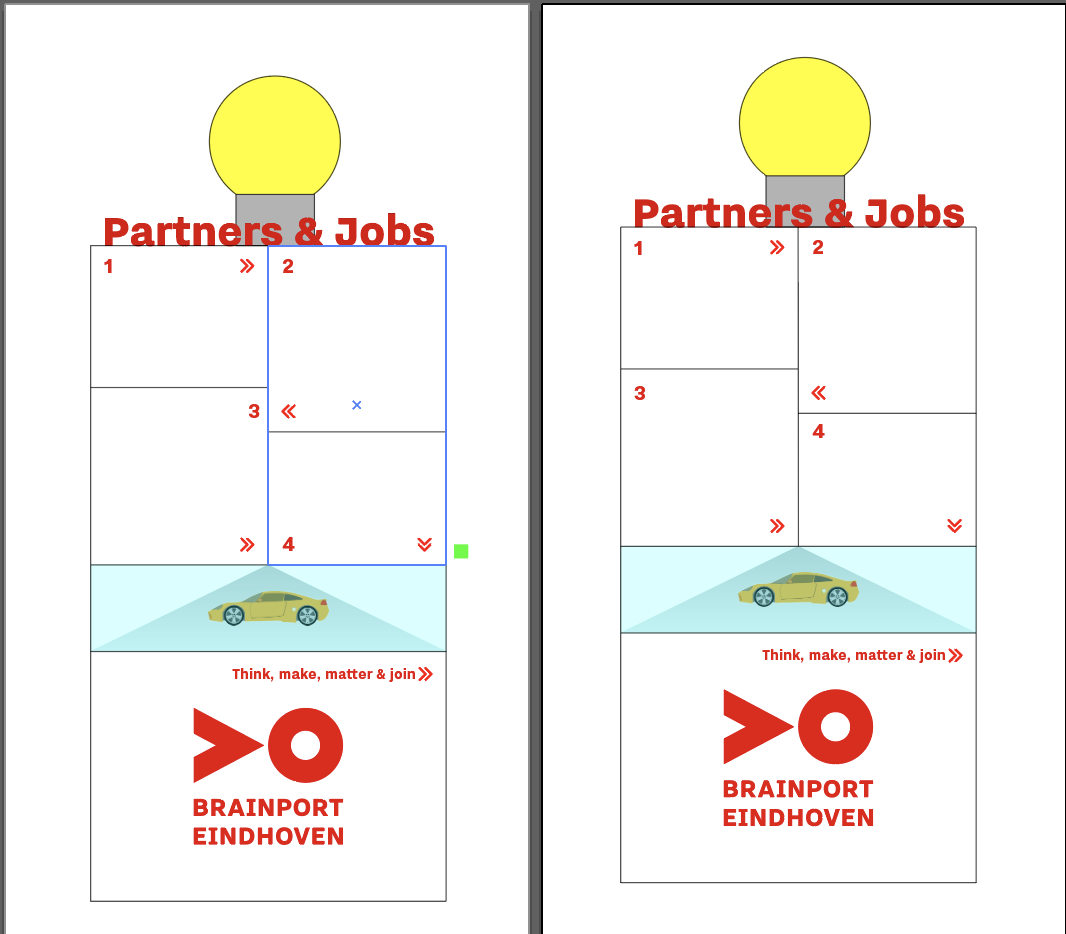 Partners & Jobs
1 » 2
3 «
» 4
Think, make, matter & join »
BRAINPORT
EINDHOVEN
Partners & Jobs
1 » 2
3 «
4
»
Think, make, matter & join »
BRAINPORT
EINDHOVEN